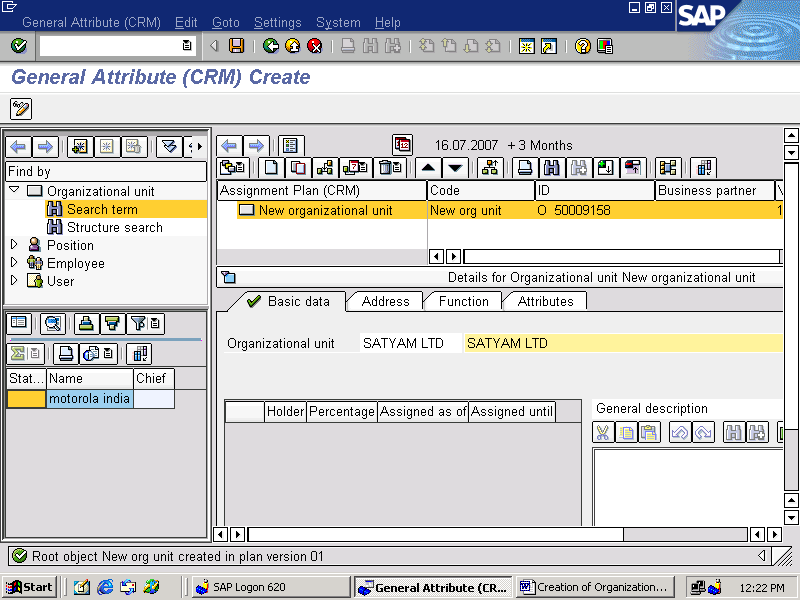 General Attribute (CRM) Edit Goto Settings System Help
SAP
General Attribute (CRM) Create
16.07.2007 + 3 Months
Find by
Organizational unit
Search term
Structure search
Position
Employee
User
Assignment Plan (CRM) Code ID Business partner
New organizational unit New org unit O 50009158 1
Details for Organizational unit New organizational unit
Basic data Address Function Attributes
Organizational unit SATYAM LTD SATYAM LTD
Stat... Name Chief
motorola india
Holder Percentage Assigned as of Assigned until
General description
Root object New org unit created in plan version 01
Start SAP Logon 620 General Attribute (CR... Creation of Organization... 12:22 PM